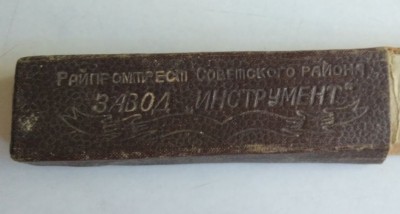 Райпромтрест Советского района
ЗАВОД „ИНСТРУМЕНТ"